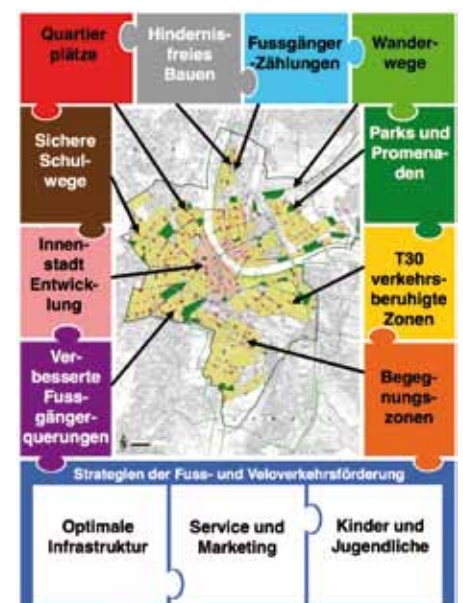 Quartier
plätze
Hindernis-
freies
Bauen
Fussgänger
-Zählungen
Wander-
wege
Sichere
Schul-
wege
Parks und
Promena-
den
Innen-
stadt
Entwick-
lung
T30
verkehrs-
beruhigte
Zonen
Ver-
besserte
Fuss-
gänger-
querungen
Begeg-
nungs-
zonen
Strategien der Fuss- und Veloverkehrsförderung
Optimale
Infrastruktur
Service und
Marketing
Kinder und
Jugendliche